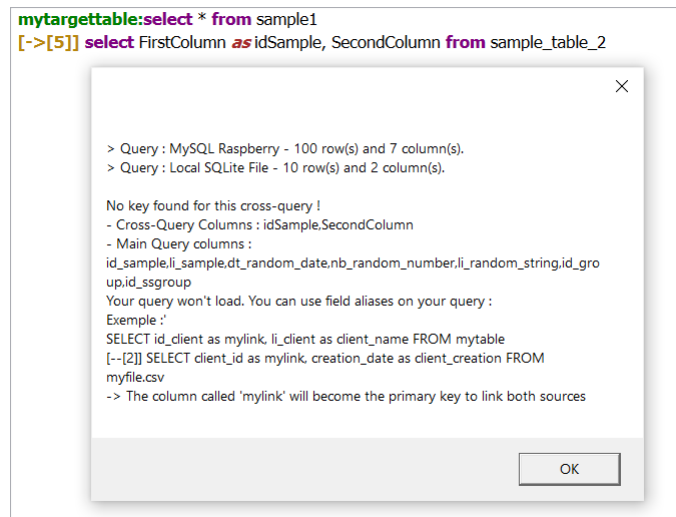 mytargettable:select * from sample1
[->[5]] select FirstColumn as idSample, SecondColumn from sample_table_2
> Query : MySQL Raspberry - 100 row(s) and 7 column(s).
> Query : Local SQLite File - 10 row(s) and 2 column(s).
No key found for this cross-query !
- Cross-Query Columns : idSample,SecondColumn
- Main Query columns :
id_sample,li_sample,dt_random_date,nb_random_number,li_random_string,id_gro
up,id_ssgroup
Your query won't load. You can use field aliases on your query :
Exemple :'
SELECT id_client as mylink, li_client as client_name FROM mytable
[--[2]] SELECT client_id as mylink, creation_date as client_creation FROM
myfile.csv
-> The column called 'mylink' will become the primary key to link both sources
OK